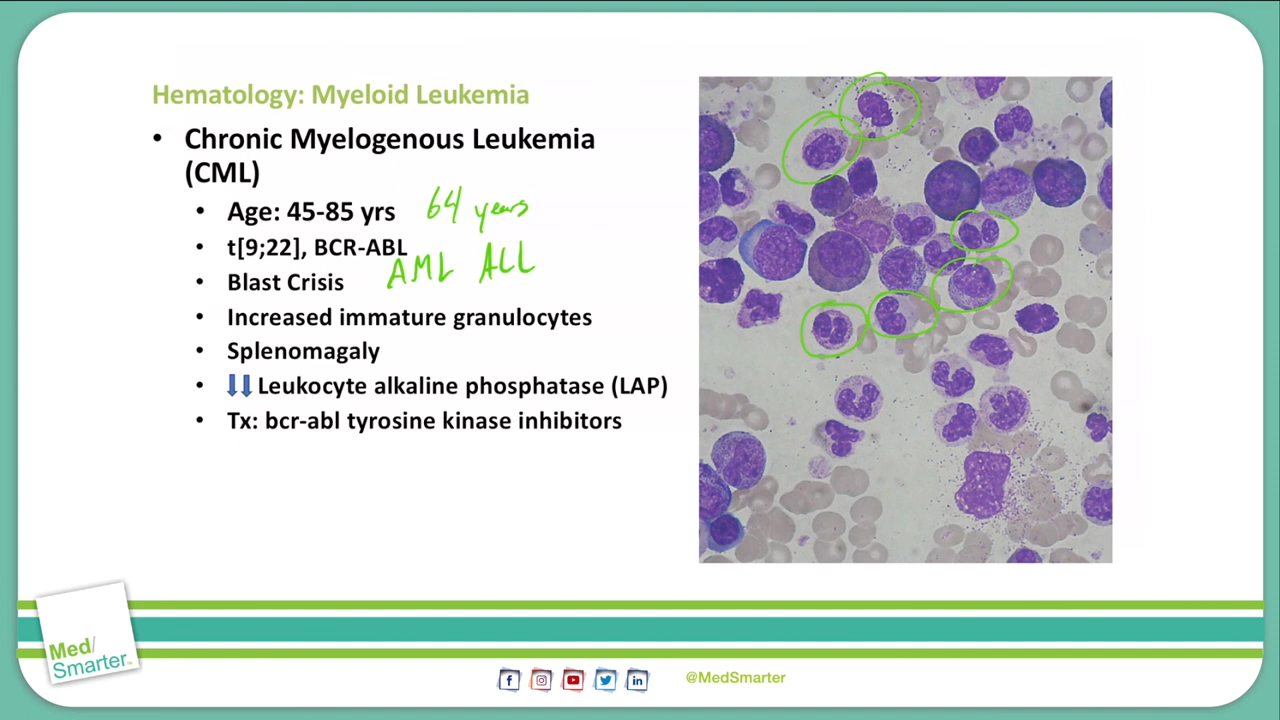 Hematology: Myeloid Leukemia
• Chronic Myelogenous Leukemia
(CML)
• Age: 45-85 yrs 64 years
• t[9;22], BCR-ABL
• Blast Crisis AML ALL
• Increased immature granulocytes
• Splenomagaly
• ⬇⬇ Leukocyte alkaline phosphatase (LAP)
• Tx: bcr-abl tyrosine kinase inhibitors
Med/
Smarter™
@MedSmarter